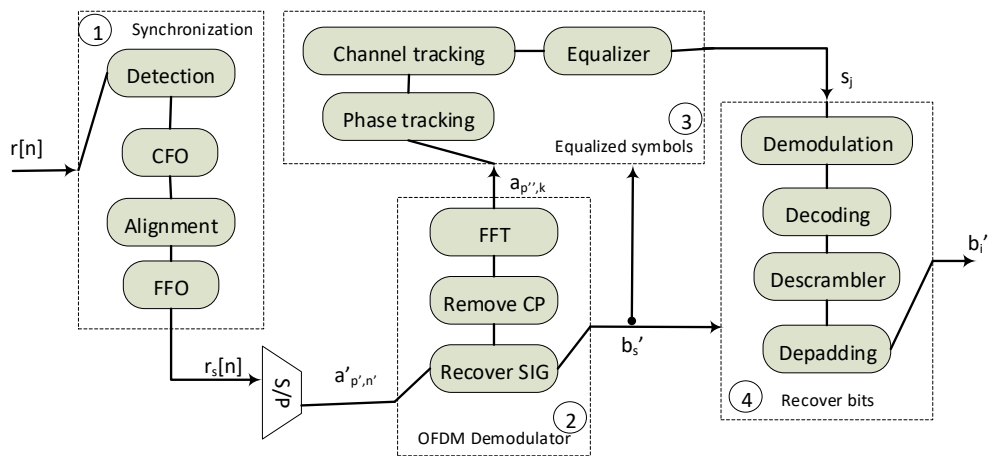 1
Synchronization
Detection
CFO
Alignment
FFO
r[n]
rs[n]
S/P
a'p',n'
Recover SIG
Remove CP
FFT
2
OFDM Demodulator
ap'',k
bs'
Channel tracking
Equalizer
Phase tracking
3
Equalized symbols
sj
Demodulation
Decoding
Descrambler
Depadding
4
Recover bits
bi'